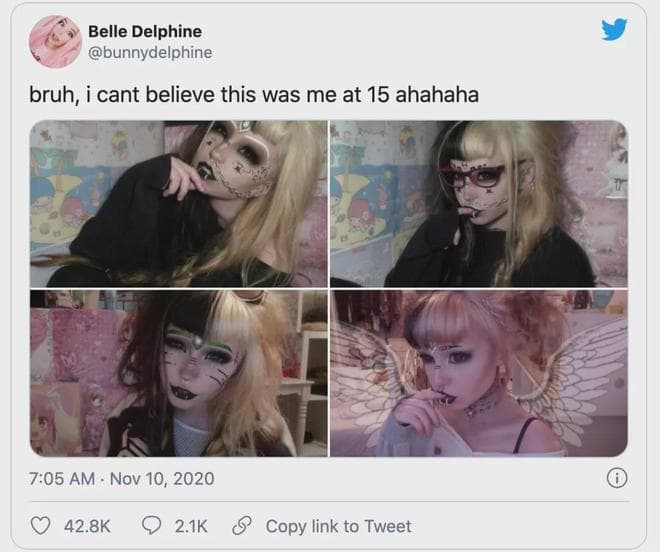 Belle Delphine
@bunnydelphine
bruh, i cant believe this was me at 15 ahahaha
7:05 AM · Nov 10, 2020
42.8K 2.1K Copy link to Tweet